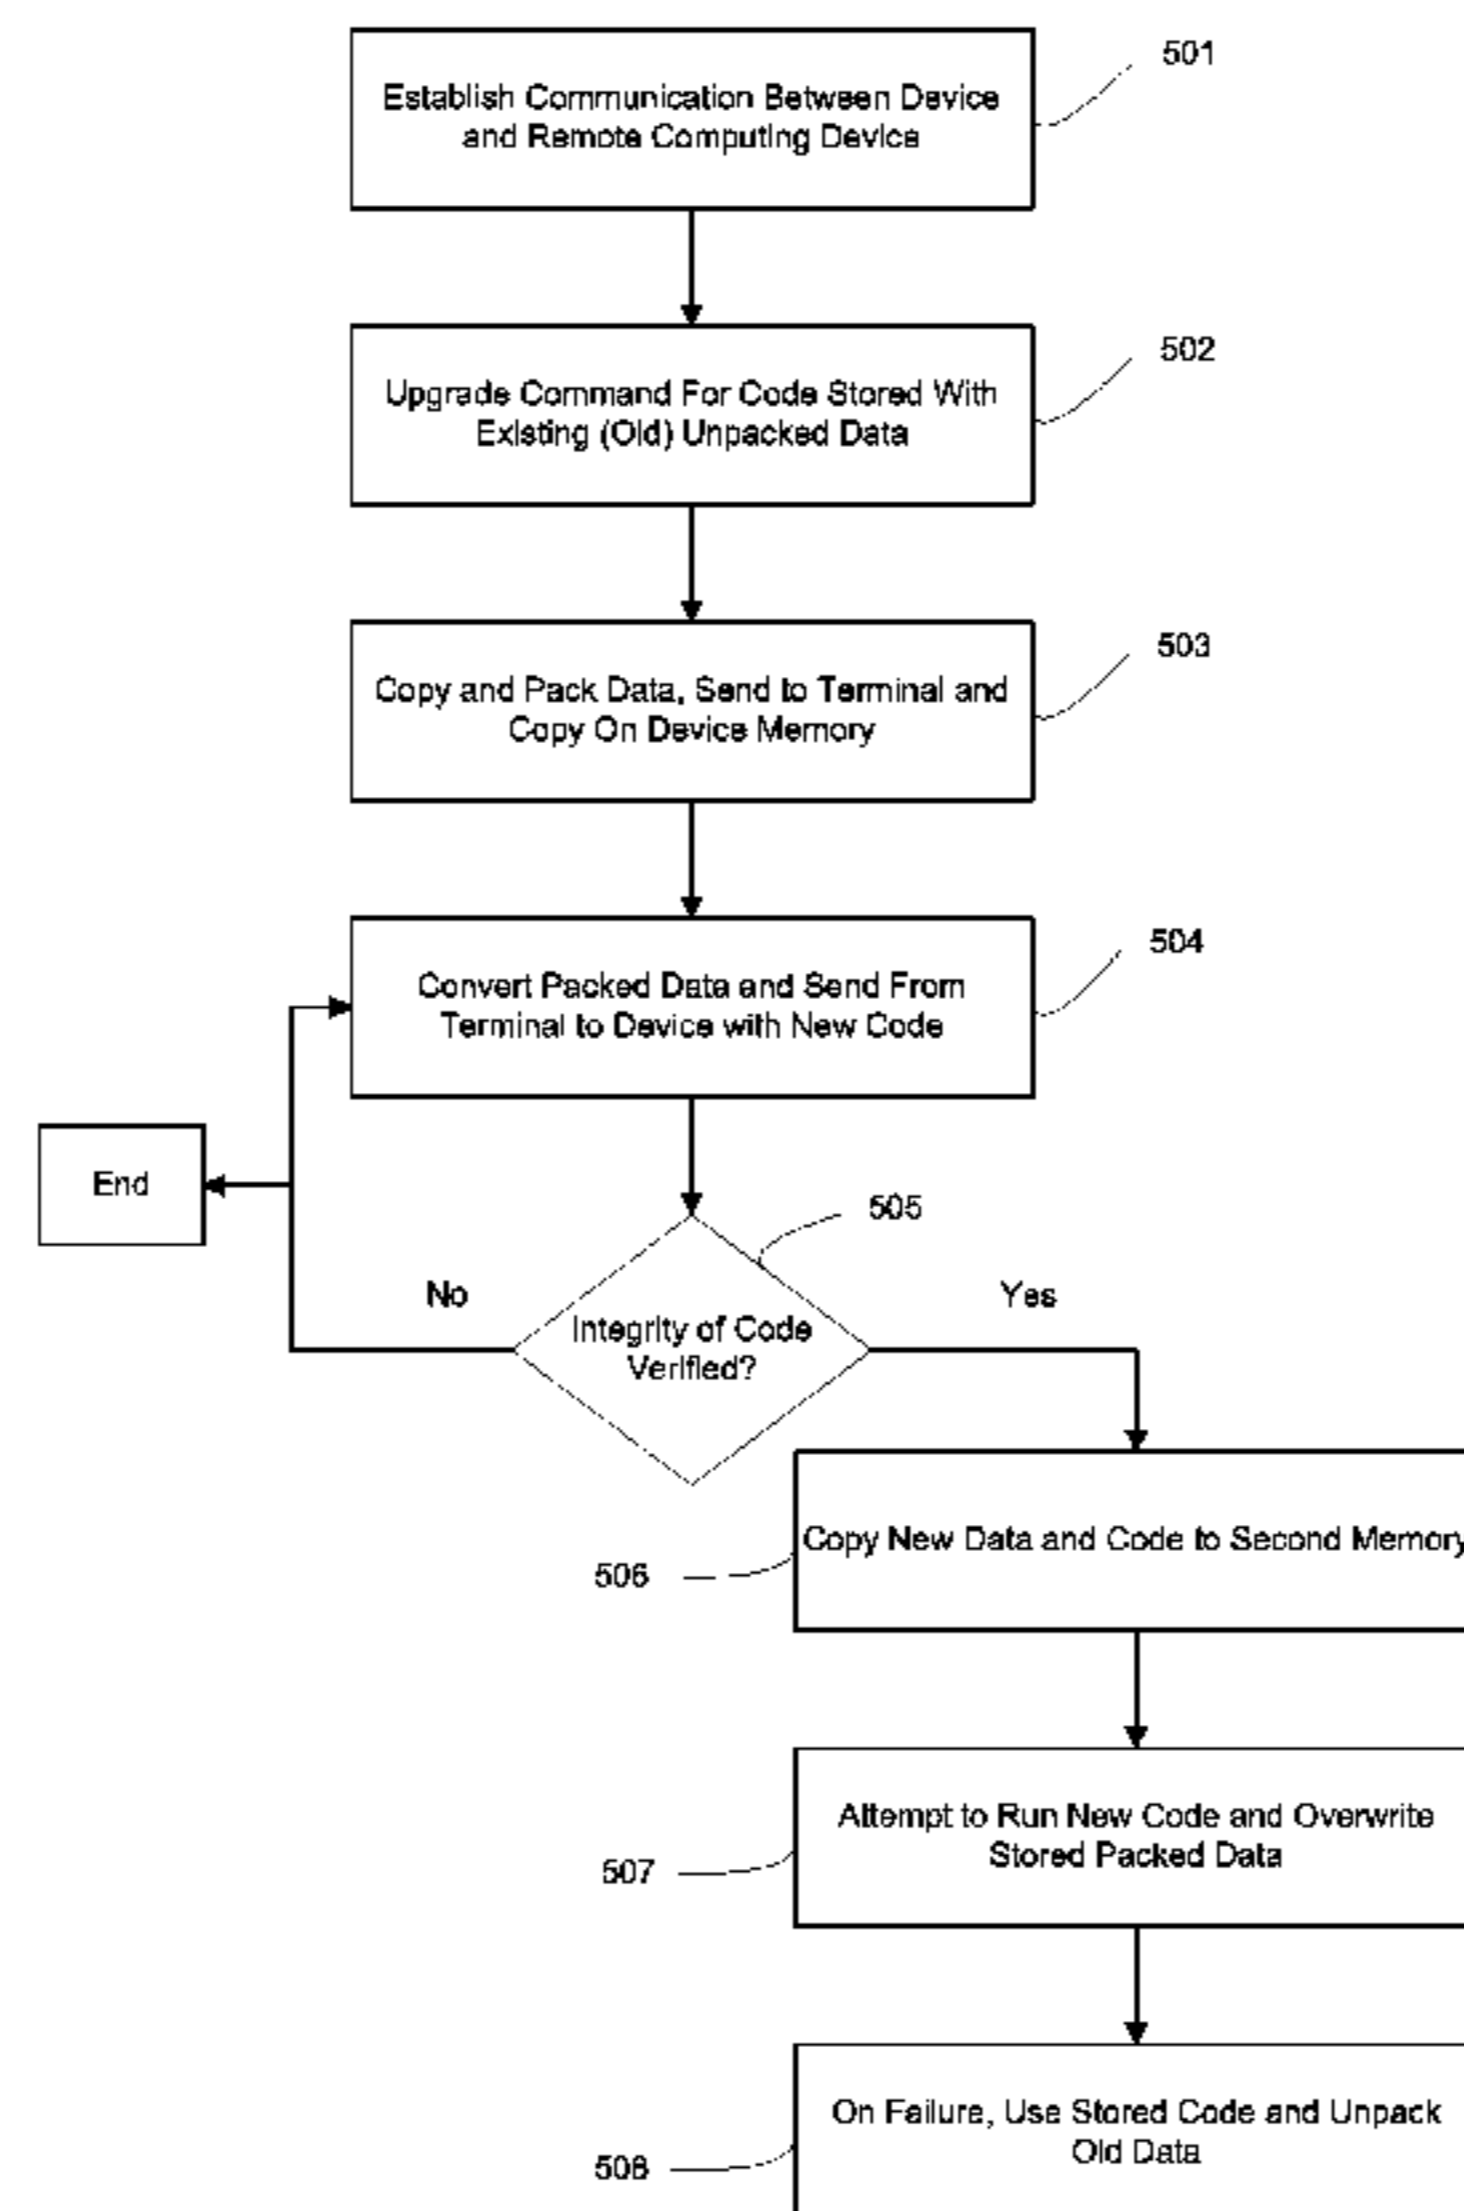 501
Establish Communication Between Device
and Remote Computing Device
502
Upgrade Command For Code Stored With
Existing (Old) Unpacked Data
503
Copy and Pack Data, Send to Terminal and
Copy On Device Memory
504
Convert Packed Data and Send From
Terminal to Device with New Code
End
505
No
Yes
Integrity of Code
Verified?
Copy New Data and Code to Second Memory
506
Attempt to Run New Code and Overwrite
Stored Packed Data
507
On Failure, Use Stored Code and Unpack
Old Data
508